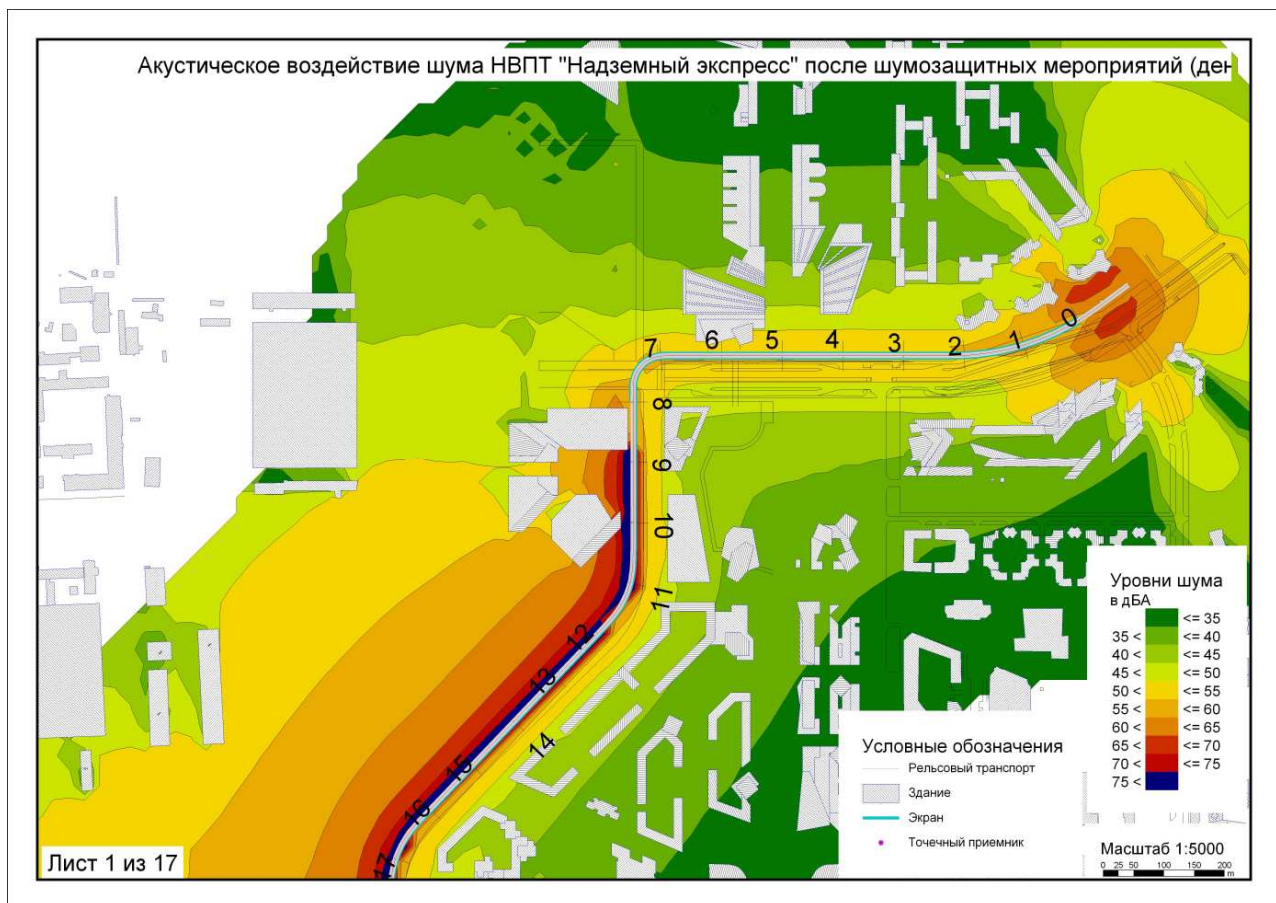 Акустическое воздействие шума НВПТ "Надземный экспресс" после шумозащитных мероприятий (ден
0
1
2
3
4
5
6
7
8
9
10
11
12
13
14
15
16
17
Уровни шума
в дБА
<= 35
35 < <= 40
40 < <= 45
45 < <= 50
50 < <= 55
55 < <= 60
60 < <= 65
65 < <= 70
70 < <= 75
75 <
Условные обозначения
Рельсовый транспорт
Здание
Экран
Точечный приемник
Масштаб 1:5000
0 25 50 100 150 200
m
Лист 1 из 17